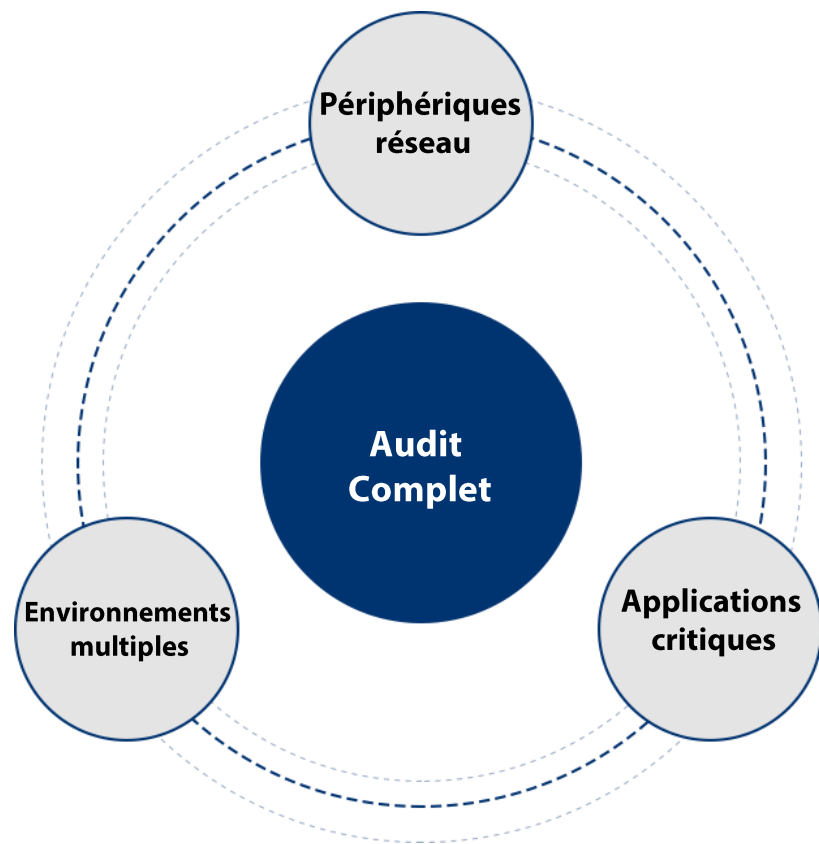 Périphériques
réseau
Audit
Complet
Environnements
multiples
Applications
critiques